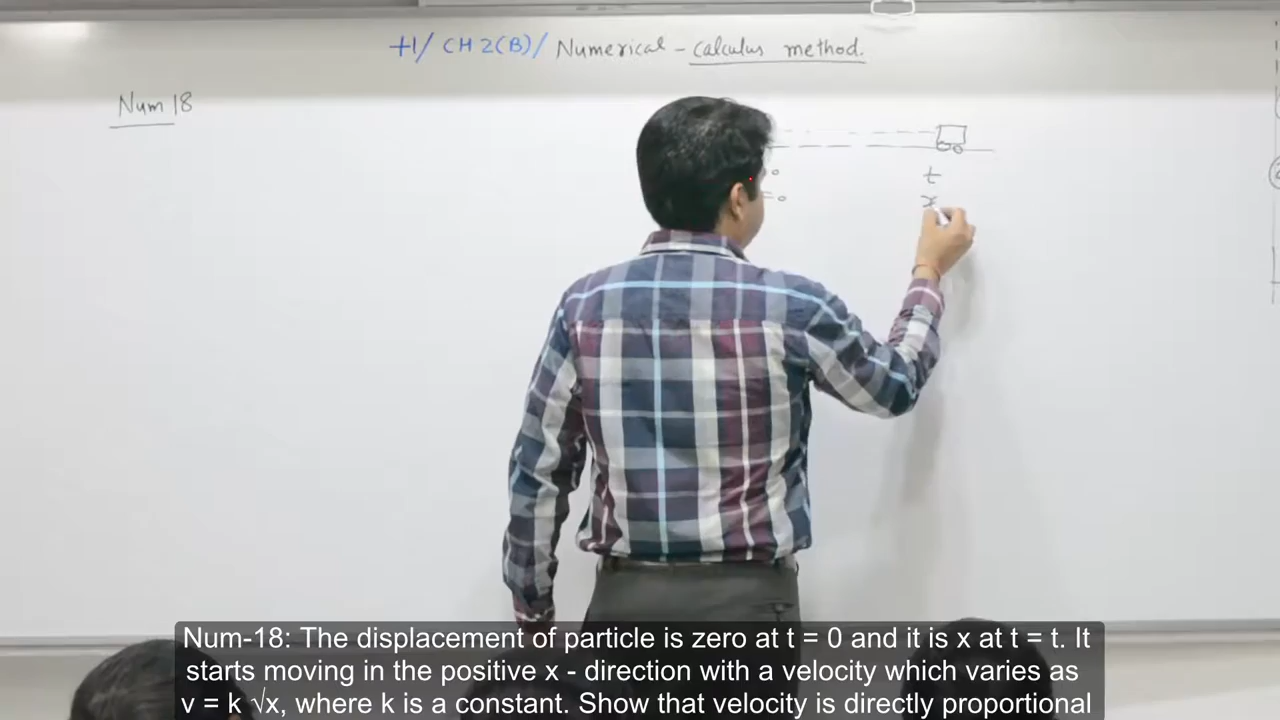 +1/ CH 2(B)/ Numerical - calculus method.
Num 18
t
= 0
x
Num-18: The displacement of particle is zero at t = 0 and it is x at t = t. It
starts moving in the positive x - direction with a velocity which varies as
v = k √x, where k is a constant. Show that velocity is directly proportional